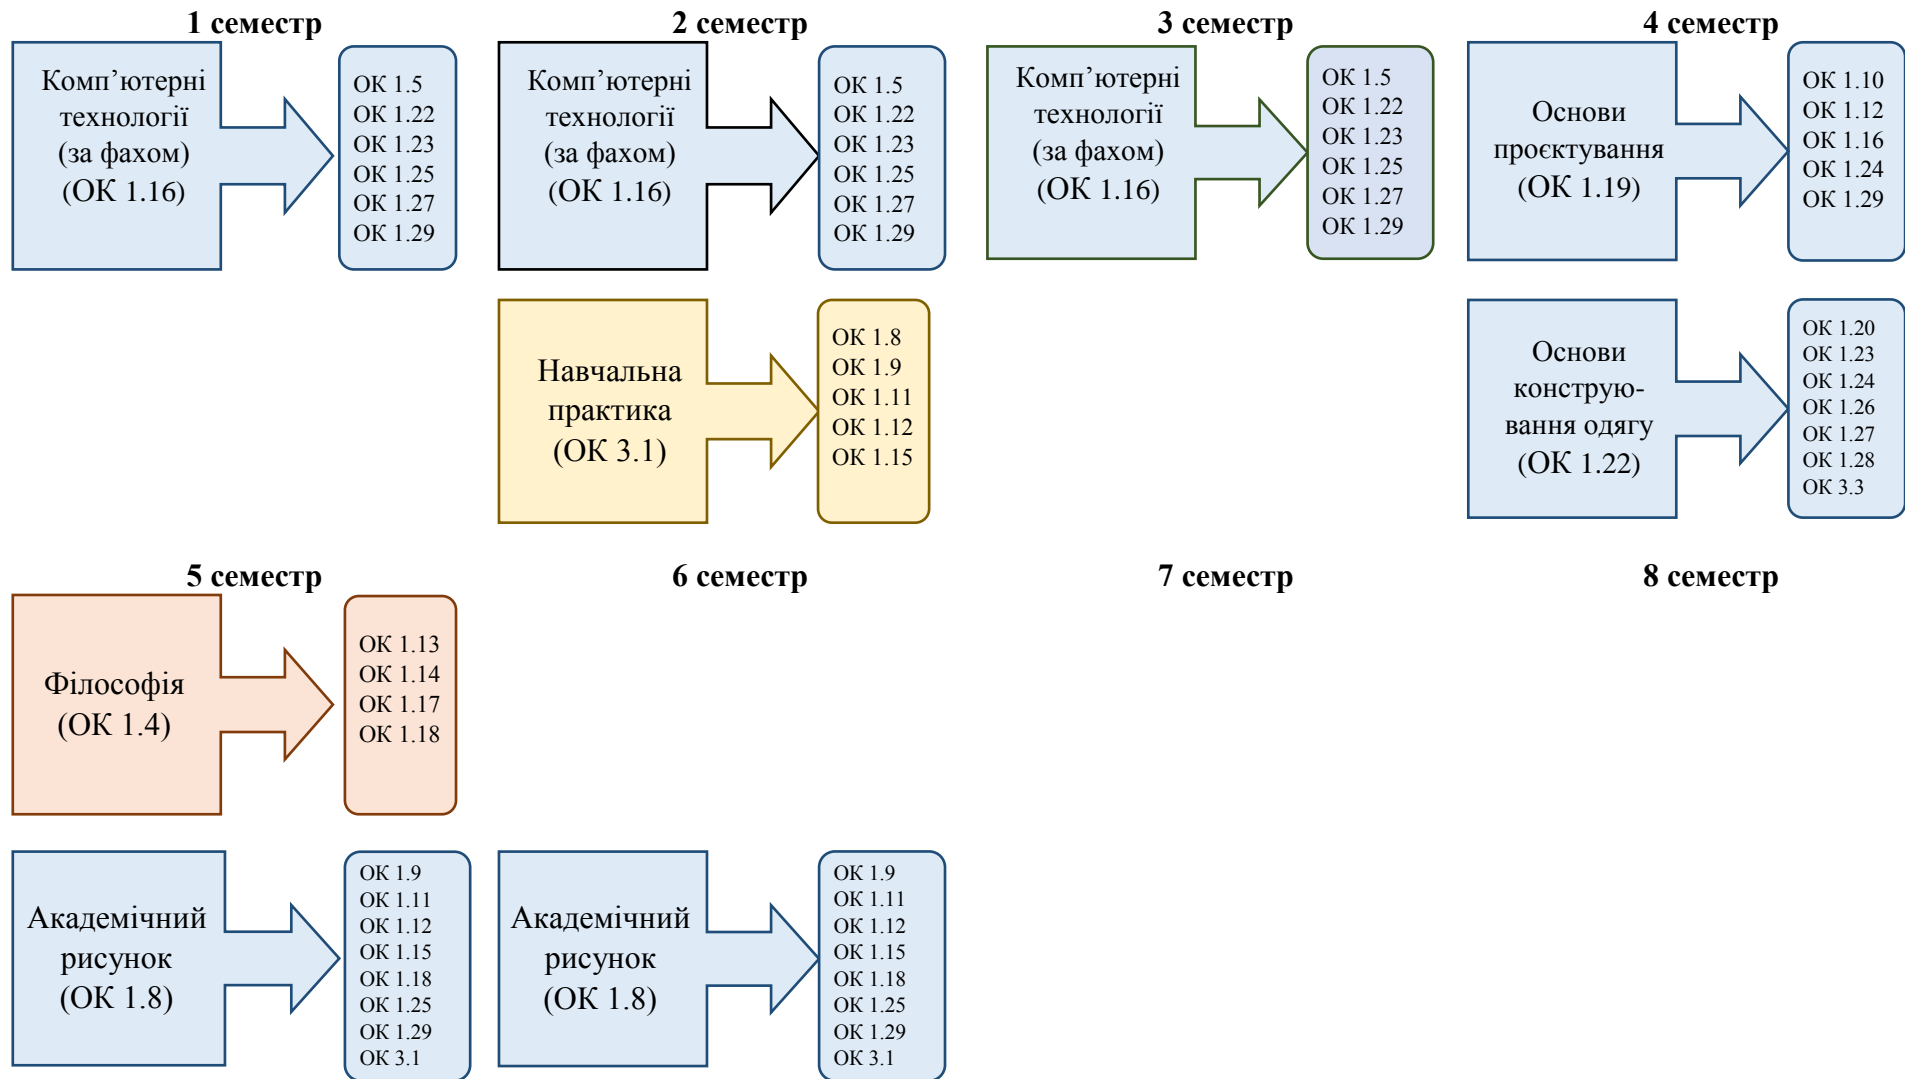 1 семестр
Комп’ютерні
технології
(за фахом)
(ОК 1.16)
ОК 1.5
ОК 1.22
ОК 1.23
ОК 1.25
ОК 1.27
ОК 1.29
2 семестр
Комп’ютерні
технології
(за фахом)
(ОК 1.16)
ОК 1.5
ОК 1.22
ОК 1.23
ОК 1.25
ОК 1.27
ОК 1.29
3 семестр
Комп’ютерні
технології
(за фахом)
(ОК 1.16)
ОК 1.5
ОК 1.22
ОК 1.23
ОК 1.25
ОК 1.27
ОК 1.29
4 семестр
Основи
проєктування
(ОК 1.19)
ОК 1.10
ОК 1.12
ОК 1.16
ОК 1.24
ОК 1.29
Навчальна
практика
(ОК 3.1)
ОК 1.8
ОК 1.9
ОК 1.11
ОК 1.12
ОК 1.15
Основи
конструю-
вання одягу
(ОК 1.22)
ОК 1.20
ОК 1.23
ОК 1.24
ОК 1.26
ОК 1.27
ОК 1.28
ОК 3.3
5 семестр
6 семестр
7 семестр
8 семестр
Філософія
(ОК 1.4)
ОК 1.13
ОК 1.14
ОК 1.17
ОК 1.18
Академічний
рисунок
(ОК 1.8)
ОК 1.9
ОК 1.11
ОК 1.12
ОК 1.15
ОК 1.18
ОК 1.25
ОК 1.29
ОК 3.1
Академічний
рисунок
(ОК 1.8)
ОК 1.9
ОК 1.11
ОК 1.12
ОК 1.15
ОК 1.18
ОК 1.25
ОК 1.29
ОК 3.1